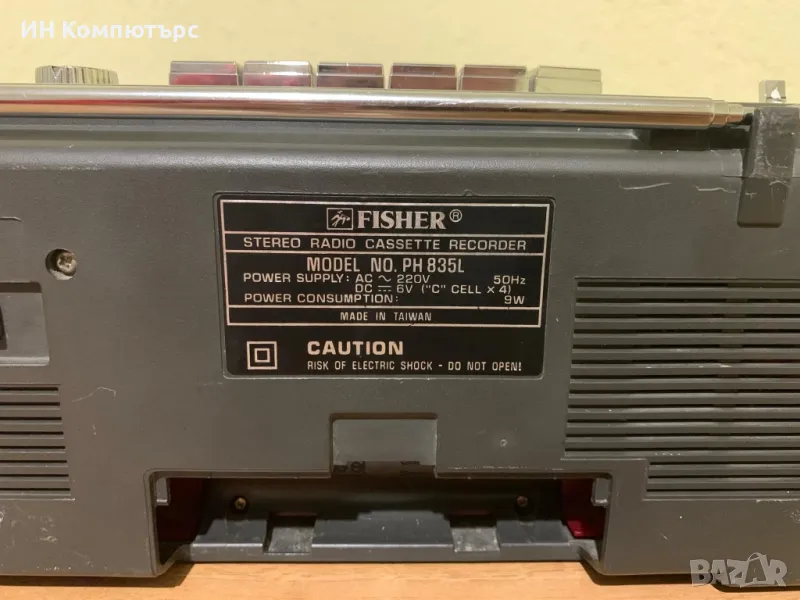 ИН Компютърс
FISHER®
STEREO RADIO CASSETTE RECORDER
MODEL NO. PH 835L
POWER SUPPLY: AC ~ 220V 50Hz
DC ⎓ 6V ("C" CELL × 4)
POWER CONSUMPTION: 9W
MADE IN TAIWAN
CAUTION
RISK OF ELECTRIC SHOCK - DO NOT OPEN!
BAZAR